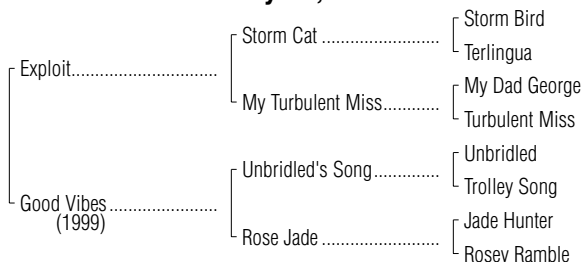 Storm Bird
Storm Cat ..........................
Terlingua
Exploit................................
My Dad George
My Turbulent Miss............
Turbulent Miss
Unbridled
Unbridled's Song...............
Trolley Song
Good Vibes........................
(1999)
Jade Hunter
Rose Jade ..........................
Rosey Ramble